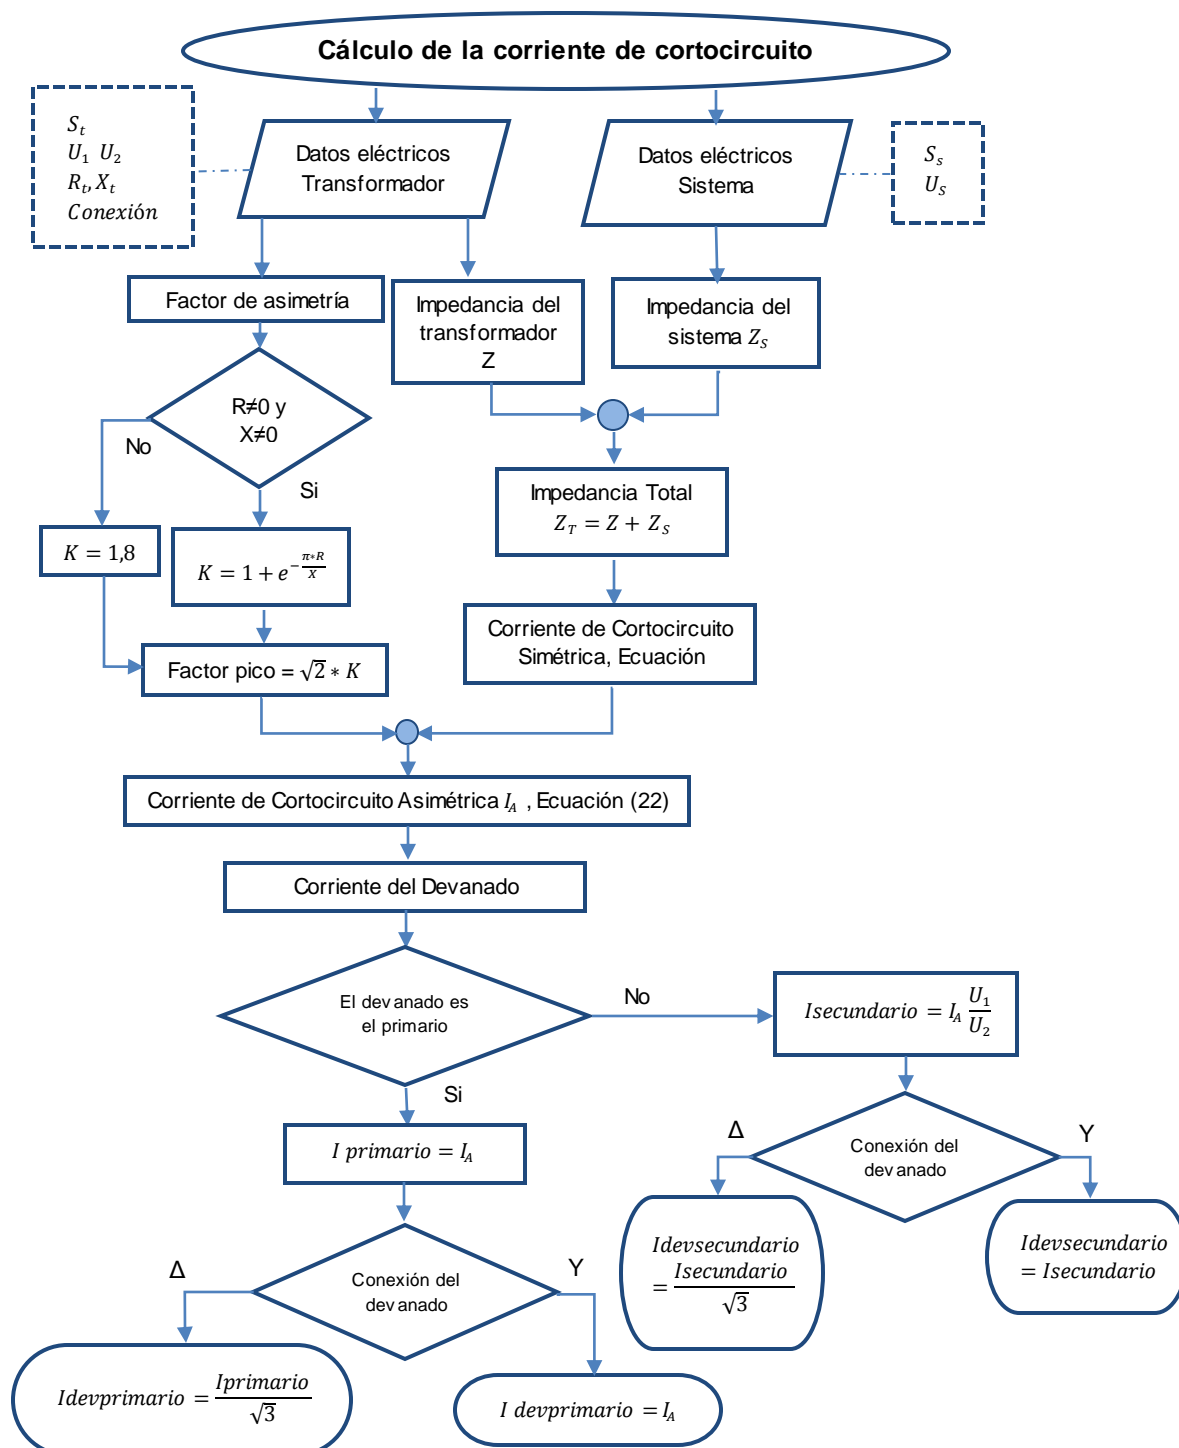 Cálculo de la corriente de cortocircuito
S_t
U_1 U_2
R_t, X_t
Conexión
Datos eléctricos
Transformador
Datos eléctricos
Sistema
S_s
U_S
Factor de asimetría
Impedancia del
transformador
Z
Impedancia del
sistema Z_S
R≠0 y
X≠0
No
Si
K = 1,8
K = 1 + e^{-\frac{π*R}{X}}
Impedancia Total
Z_T = Z + Z_S
Factor pico = √2 * K
Corriente de Cortocircuito
Simétrica, Ecuación
Corriente de Cortocircuito Asimétrica I_A , Ecuación (22)
Corriente del Devanado
El devanado es
el primario
No
Si
Isecundario = I_A \frac{U_1}{U_2}
I primario = I_A
Conexión del
devanado
Δ
Y
Idevsecundario
= \frac{Isecundario}{√3}
Idevsecundario
= Isecundario
Conexión del
devanado
Δ
Y
Idevprimario = \frac{Iprimario}{√3}
I devprimario = I_A